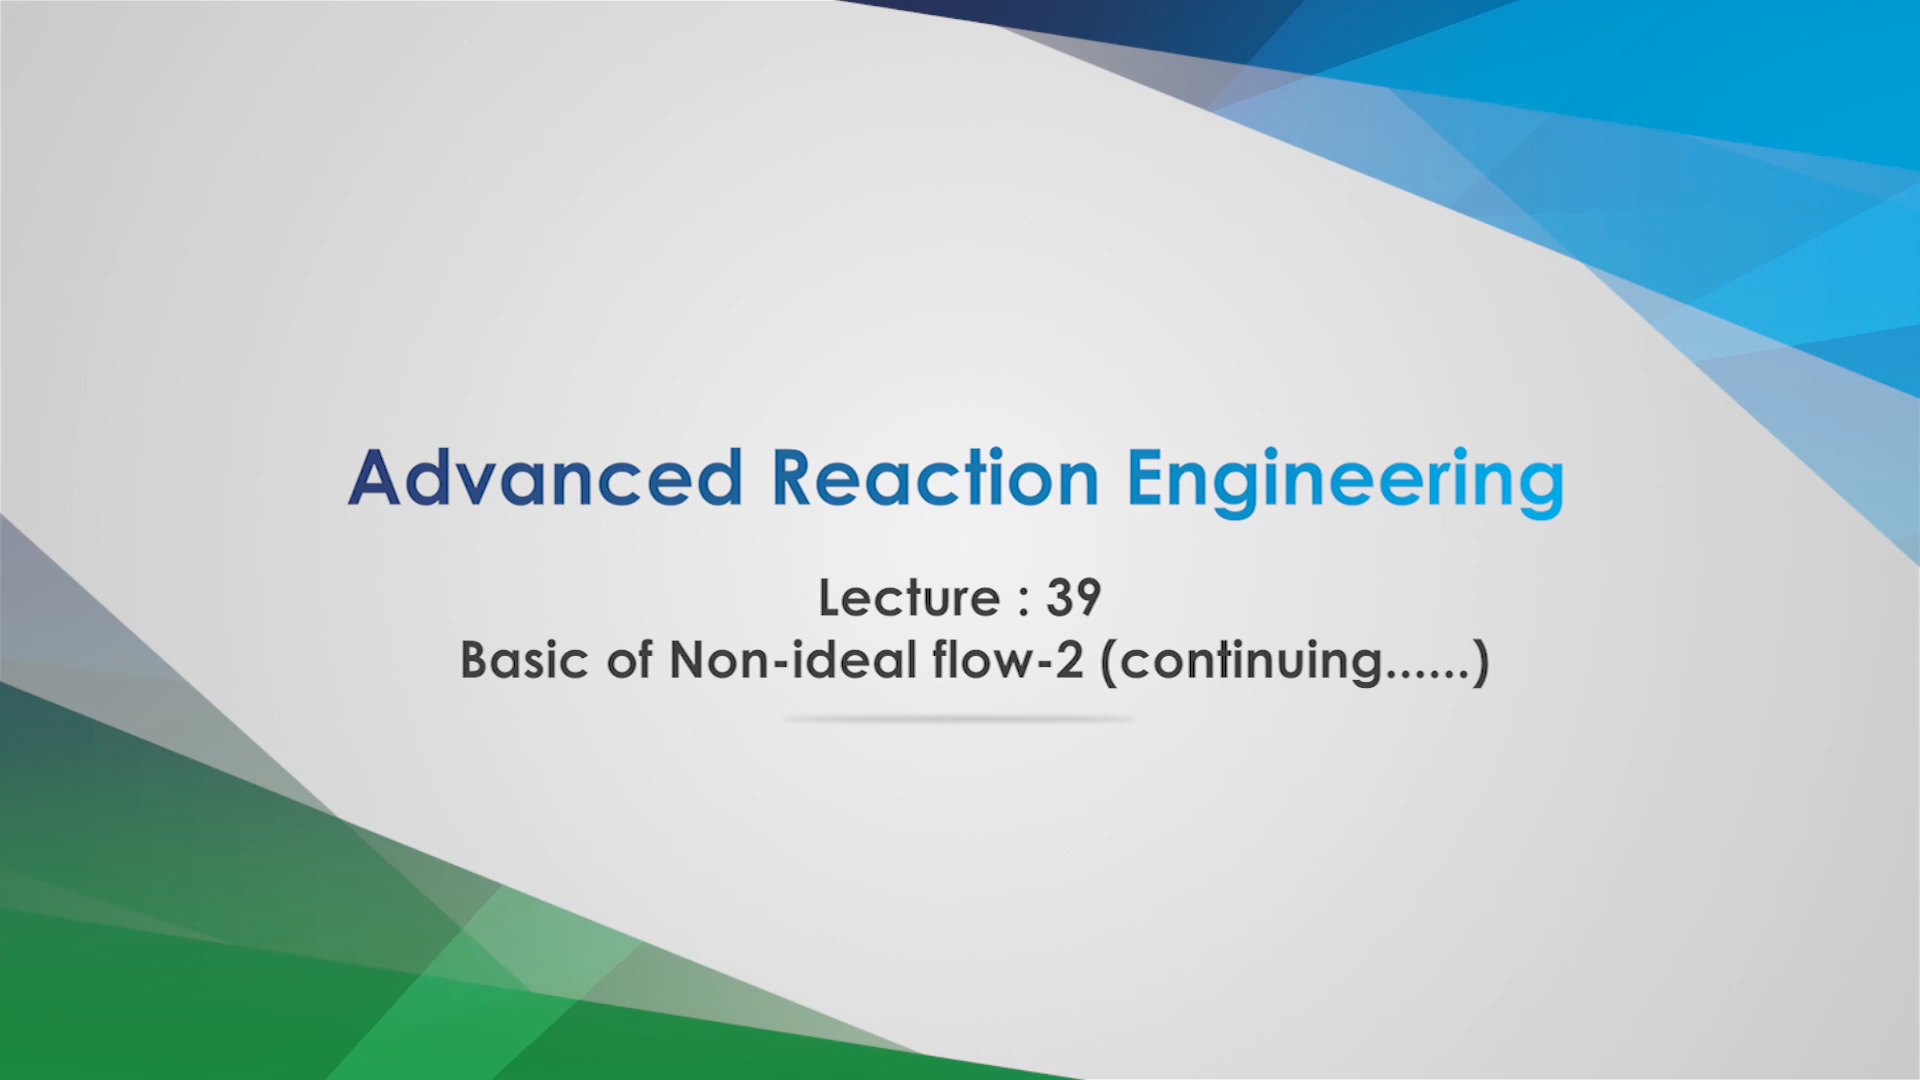 Advanced Reaction Engineering
Lecture : 39
Basic of Non-ideal flow-2 (continuing......)